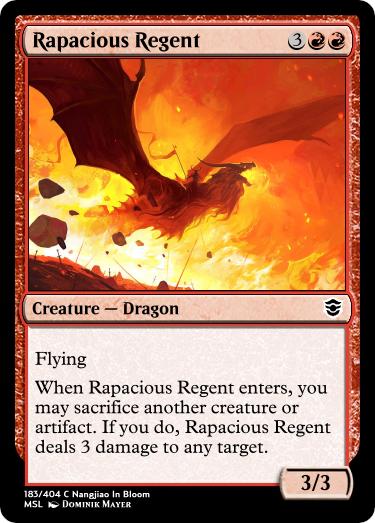 Rapacious Regent 3
Creature — Dragon
Flying
When Rapacious Regent enters, you
may sacrifice another creature or
artifact. If you do, Rapacious Regent
deals 3 damage to any target.
3/3
183/404 C Nangjiao In Bloom
MSL Dominik Mayer